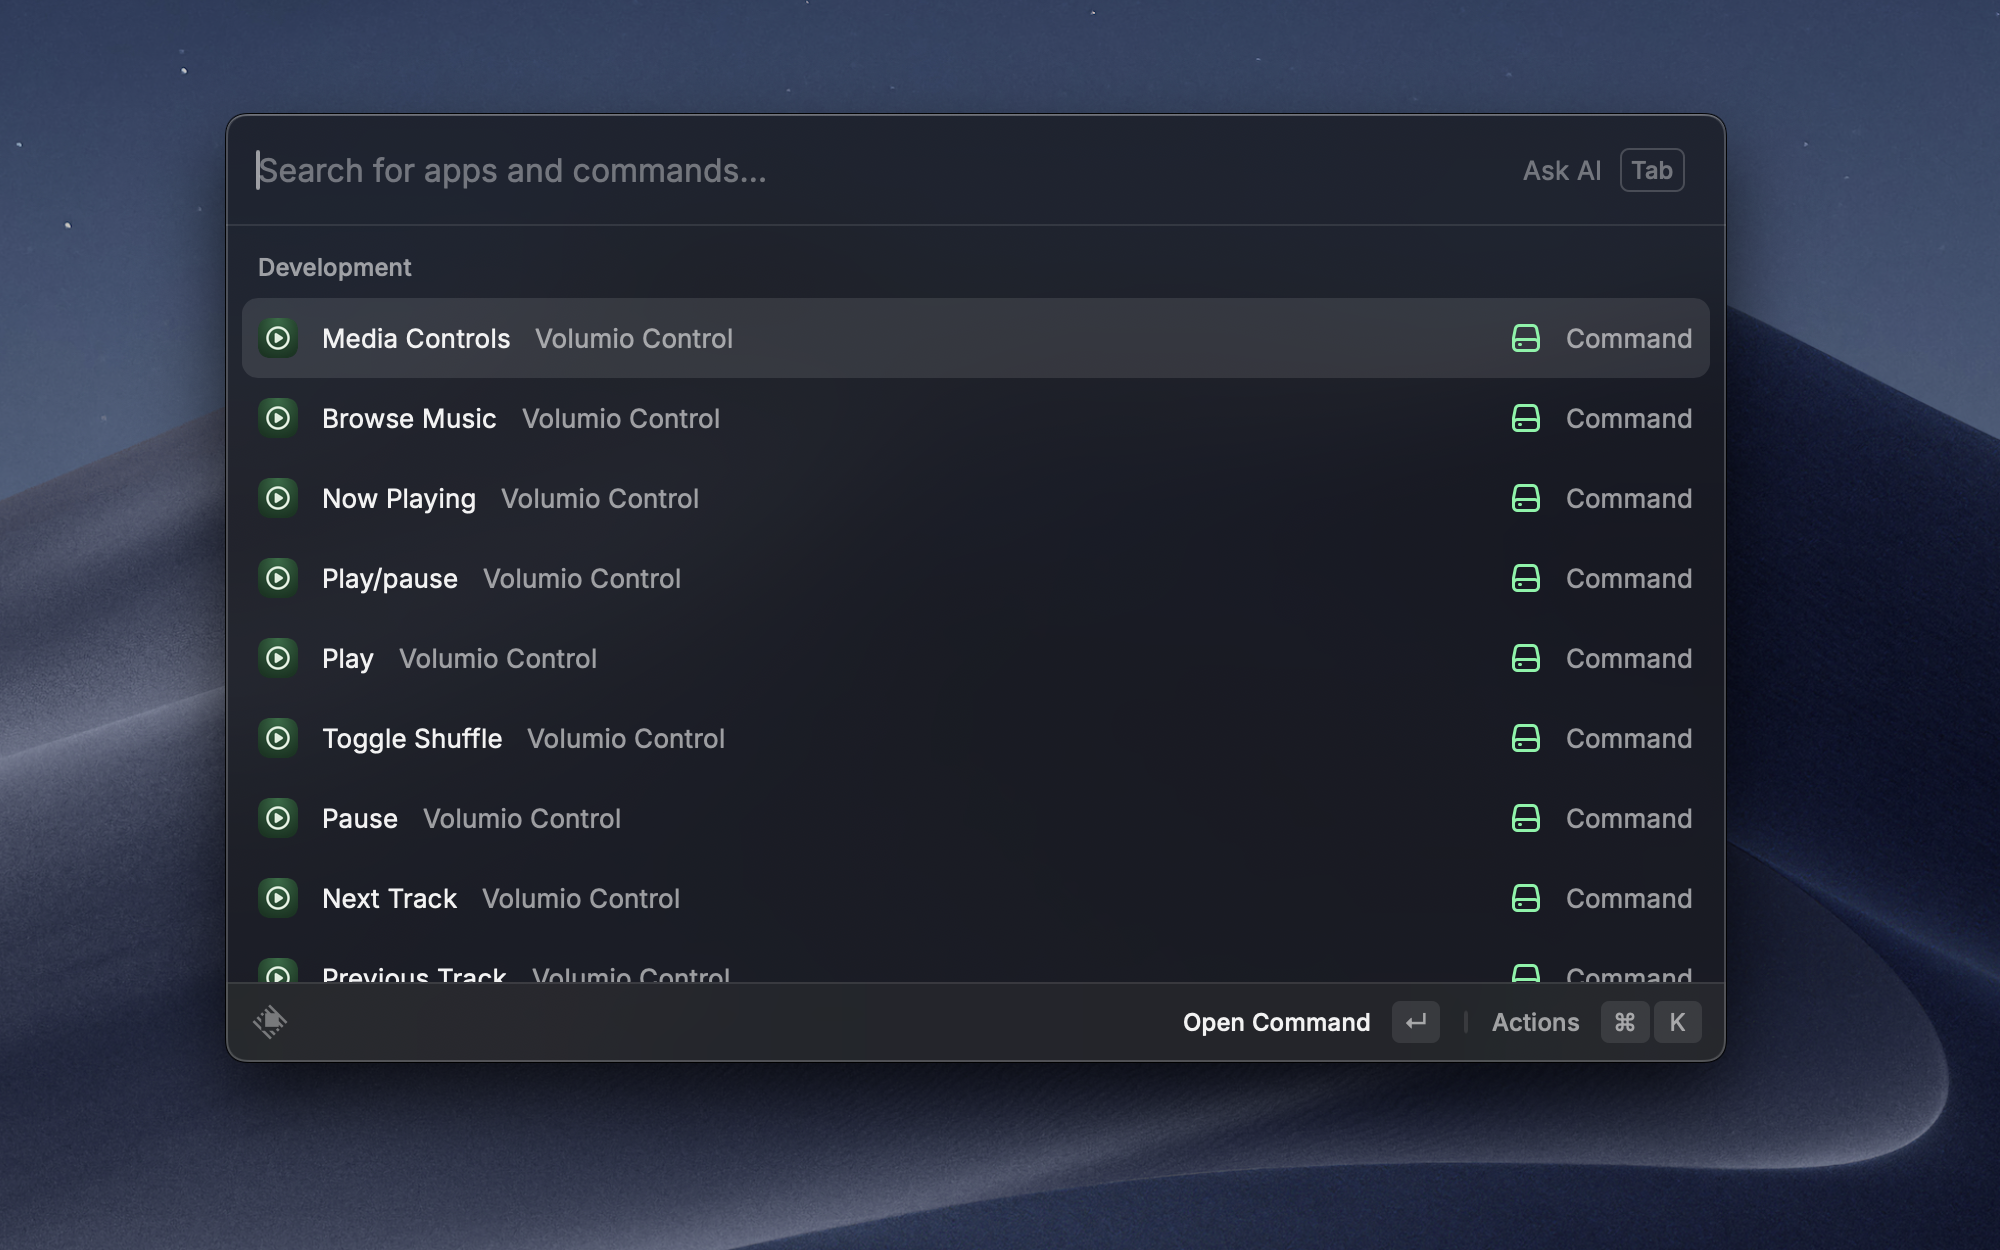 Search for apps and commands... Ask AI Tab
Development
Media Controls Volumio Control Command
Browse Music Volumio Control Command
Now Playing Volumio Control Command
Play/pause Volumio Control Command
Play Volumio Control Command
Toggle Shuffle Volumio Control Command
Pause Volumio Control Command
Next Track Volumio Control Command
Previous Track Volumio Control Command
Open Command ↵ Actions ⌘ K